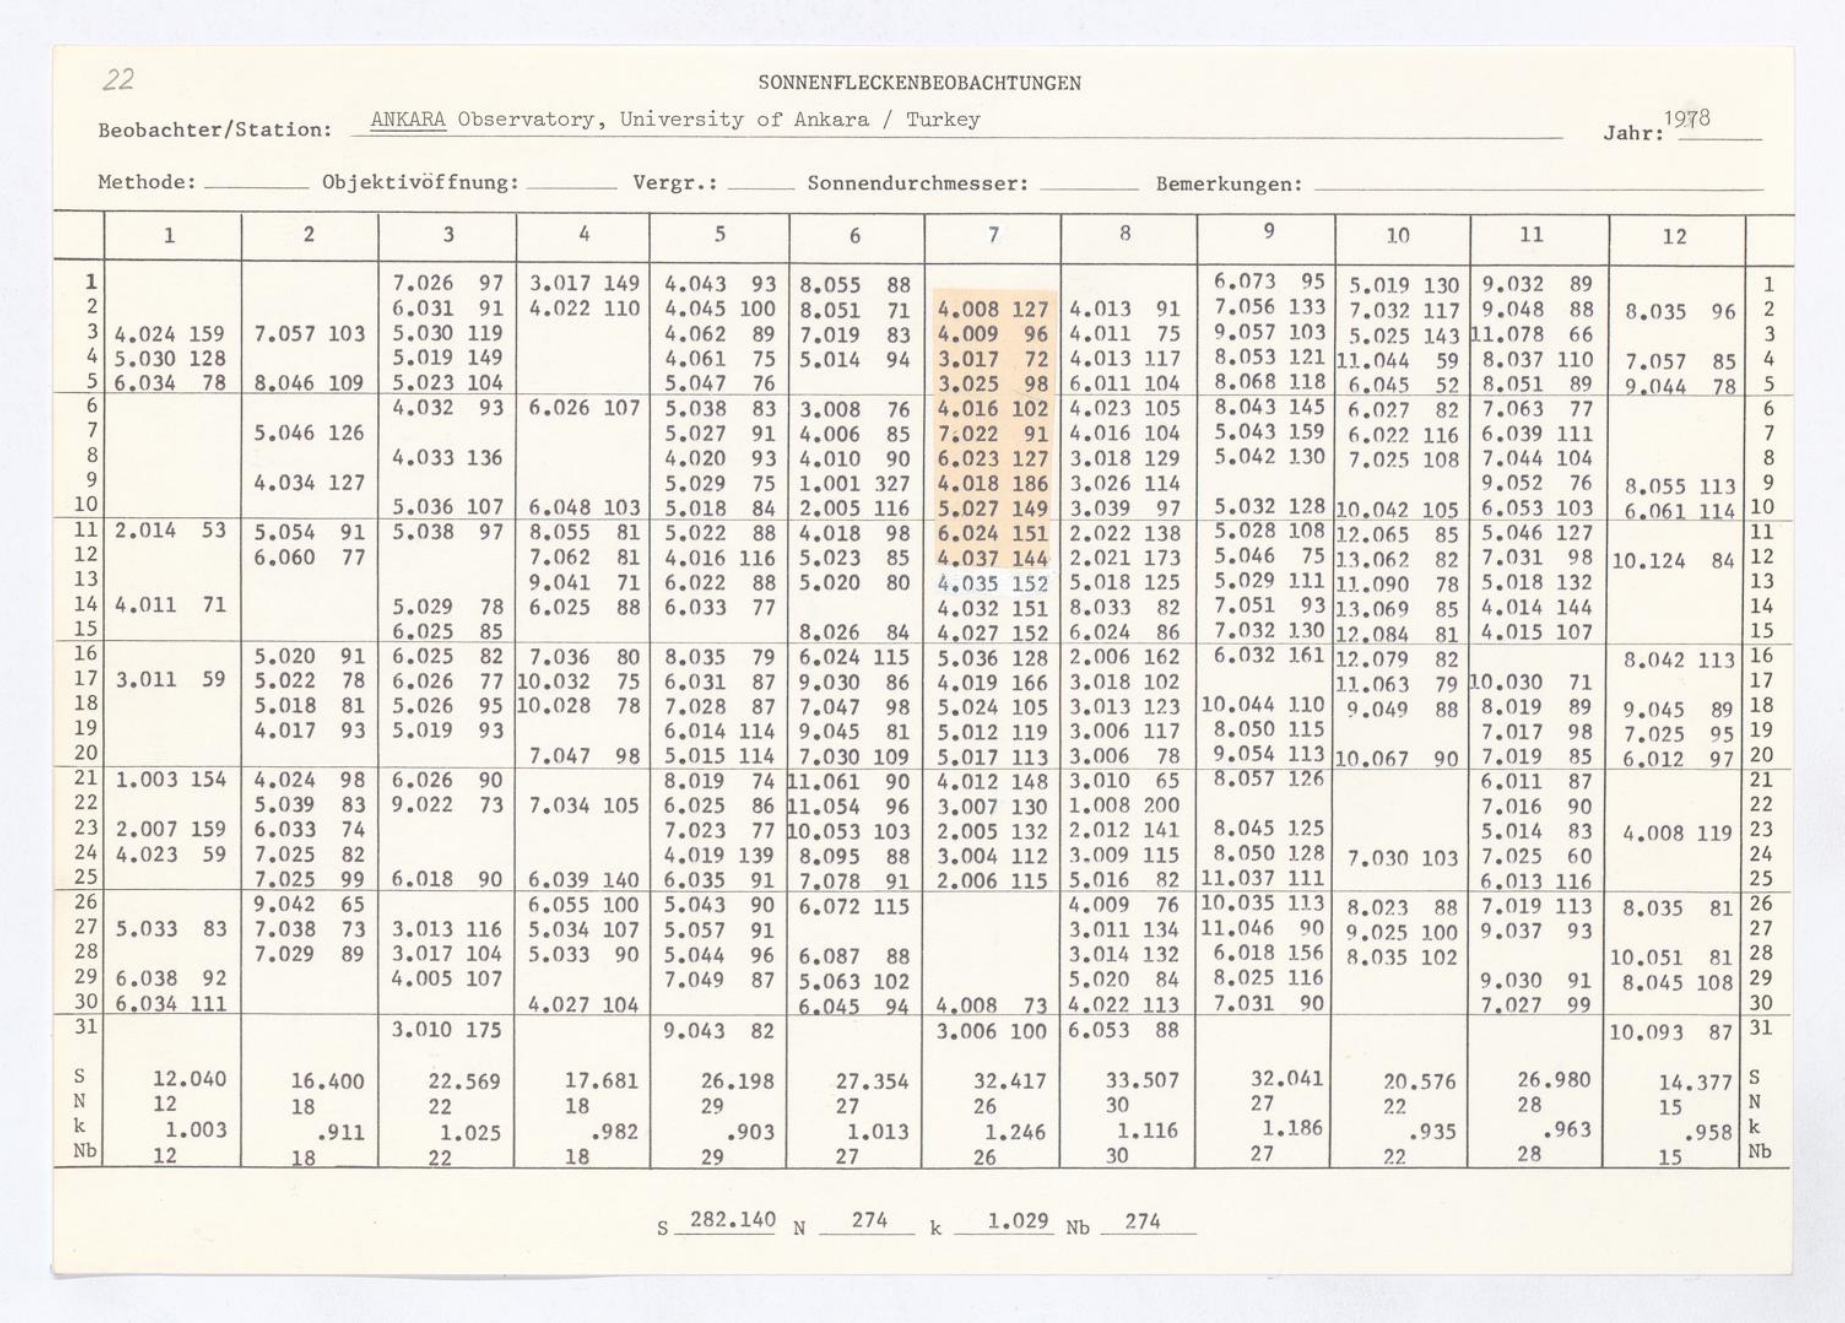 22
SONNENFLECKENBEOBACHTUNGEN
Beobachter/Station: ANKARA Observatory, University of Ankara / Turkey Jahr: 1978
Methode: Objektivöffnung: Vergr.: Sonnendurchmesser: Bemerkungen:
1 2 3 4 5 6 7 8 9 10 11 12
1 7.026 97 3.017 149 4.043 93 8.055 88 6.073 95 5.019 130 9.032 89 1
2 6.031 91 4.022 110 4.045 100 8.051 71 4.008 127 4.013 91 7.056 133 7.032 117 9.048 88 8.035 96 2
3 4.024 159 7.057 103 5.030 119 4.062 89 7.019 83 4.009 96 4.011 75 9.057 103 5.025 143 11.078 66 3
4 5.030 128 5.019 149 4.061 75 5.014 94 3.017 72 4.013 117 8.053 121 11.044 59 8.037 110 7.057 85 4
5 6.034 78 8.046 109 5.023 104 5.047 76 3.025 98 6.011 104 8.068 118 6.045 52 8.051 89 9.044 78 5
6 4.032 93 6.026 107 5.038 83 3.008 76 4.016 102 4.023 105 8.043 145 6.027 82 7.063 77 6
7 5.046 126 5.027 91 4.006 85 7.022 91 4.016 104 5.043 159 6.022 116 6.039 111 7
8 4.033 136 4.020 93 4.010 90 6.023 127 3.018 129 5.042 130 7.025 108 7.044 104 8
9 4.034 127 5.029 75 1.001 327 4.018 186 3.026 114 9.052 76 8.055 113 9
10 5.036 107 6.048 103 5.018 84 2.005 116 5.027 149 3.039 97 5.032 128 10.042 105 6.053 103 6.061 114 10
11 2.014 53 5.054 91 5.038 97 8.055 81 5.022 88 4.018 98 6.024 151 2.022 138 5.028 108 12.065 85 5.046 127 11
12 6.060 77 7.062 81 4.016 116 5.023 85 4.037 144 2.021 173 5.046 75 13.062 82 7.031 98 10.124 84 12
13 9.041 71 6.022 88 5.020 80 4.035 152 5.018 125 5.029 111 11.090 78 5.018 132 13
14 4.011 71 5.029 78 6.025 88 6.033 77 4.032 151 8.033 82 7.051 93 13.069 85 4.014 144 14
15 6.025 85 8.026 84 4.027 152 6.024 86 7.032 130 12.084 81 4.015 107 15
16 5.020 91 6.025 82 7.036 80 8.035 79 6.024 115 5.036 128 2.006 162 6.032 161 12.079 82 8.042 113 16
17 3.011 59 5.022 78 6.026 77 10.032 75 6.031 87 9.030 86 4.019 166 3.018 102 11.063 79 10.030 71 17
18 5.018 81 5.026 95 10.028 78 7.028 87 7.047 98 5.024 105 3.013 123 10.044 110 9.049 88 8.019 89 9.045 89 18
19 4.017 93 5.019 93 6.014 114 9.045 81 5.012 119 3.006 117 8.050 115 7.017 98 7.025 95 19
20 7.047 98 5.015 114 7.030 109 5.017 113 3.006 78 9.054 113 10.067 90 7.019 85 6.012 97 20
21 1.003 154 4.024 98 6.026 90 8.019 74 11.061 90 4.012 148 3.010 65 8.057 126 6.011 87 21
22 5.039 83 9.022 73 7.034 105 6.025 86 11.054 96 3.007 130 1.008 200 7.016 90 22
23 2.007 159 6.033 74 7.023 77 10.053 103 2.005 132 2.012 141 8.045 125 5.014 83 4.008 119 23
24 4.023 59 7.025 82 4.019 139 8.095 88 3.004 112 3.009 115 8.050 128 7.030 103 7.025 60 24
25 7.025 99 6.018 90 6.039 140 6.035 91 7.078 91 2.006 115 5.016 82 11.037 111 6.013 116 25
26 9.042 65 6.055 100 5.043 90 6.072 115 4.009 76 10.035 113 8.023 88 7.019 113 8.035 81 26
27 5.033 83 7.038 73 3.013 116 5.034 107 5.057 91 3.011 134 11.046 90 9.025 100 9.037 93 27
28 7.029 89 3.017 104 5.033 90 5.044 96 6.087 88 3.014 132 6.018 156 8.035 102 10.051 81 28
29 6.038 92 4.005 107 7.049 87 5.063 102 5.020 84 8.025 116 9.030 91 8.045 108 29
30 6.034 111 4.027 104 6.045 94 4.008 73 4.022 113 7.031 90 7.027 99 30
31 3.010 175 9.043 82 3.006 100 6.053 88 10.093 87 31
S 12.040 16.400 22.569 17.681 26.198 27.354 32.417 33.507 32.041 20.576 26.980 14.377 S
N 12 18 22 18 29 27 26 30 27 22 28 15 N
k 1.003 .911 1.025 .982 .903 1.013 1.246 1.116 1.186 .935 .963 .958 k
Nb 12 18 22 18 29 27 26 30 27 22 28 15 Nb
S 282.140 N 274 k 1.029 Nb 274